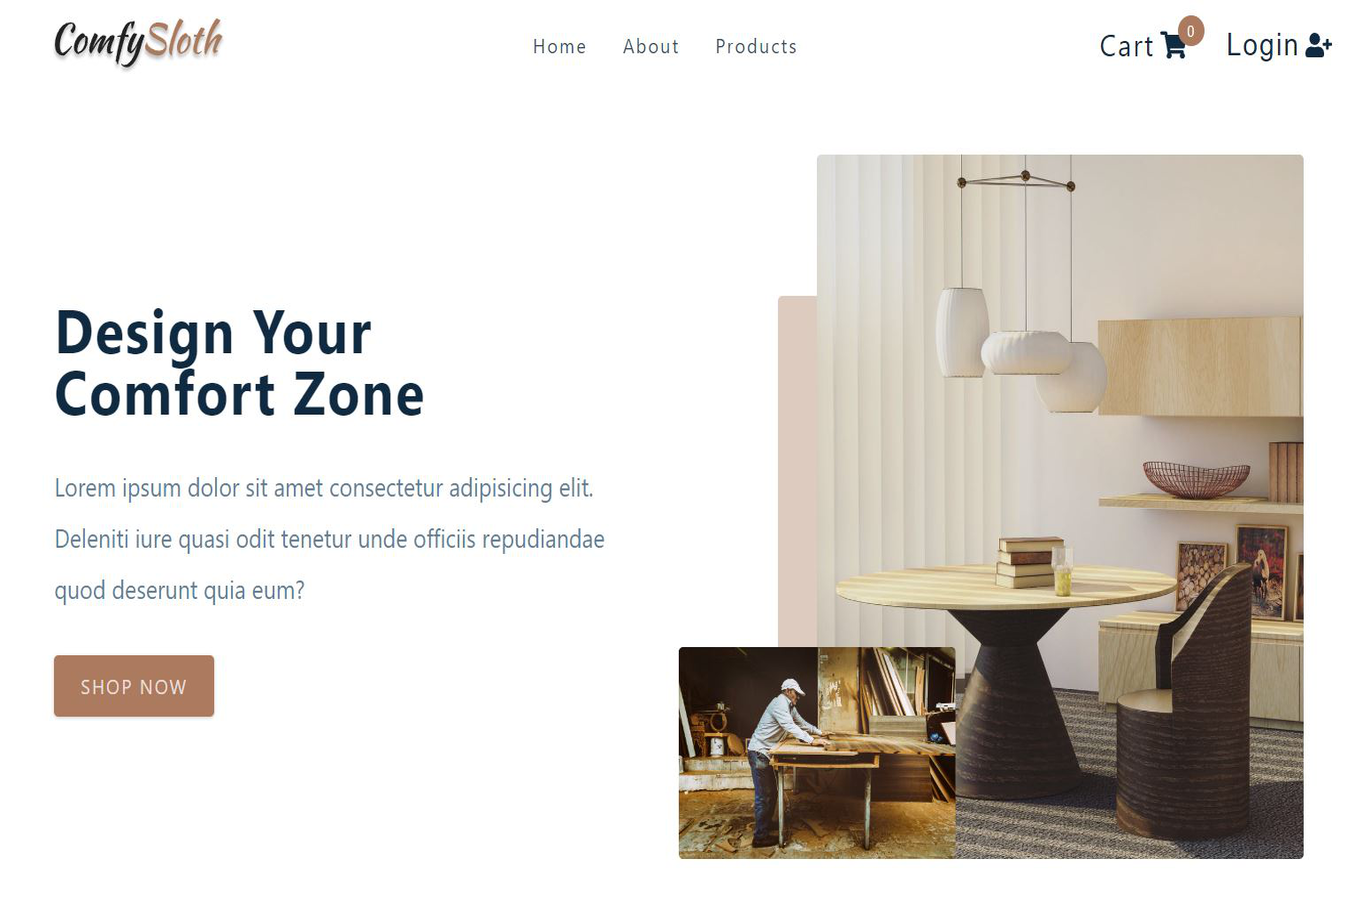 ComfySloth
Home About Products
Cart 0 Login
Design Your
Comfort Zone
Lorem ipsum dolor sit amet consectetur adipisicing elit.
Deleniti iure quasi odit tenetur unde officiis repudiandae
quod deserunt quia eum?
SHOP NOW